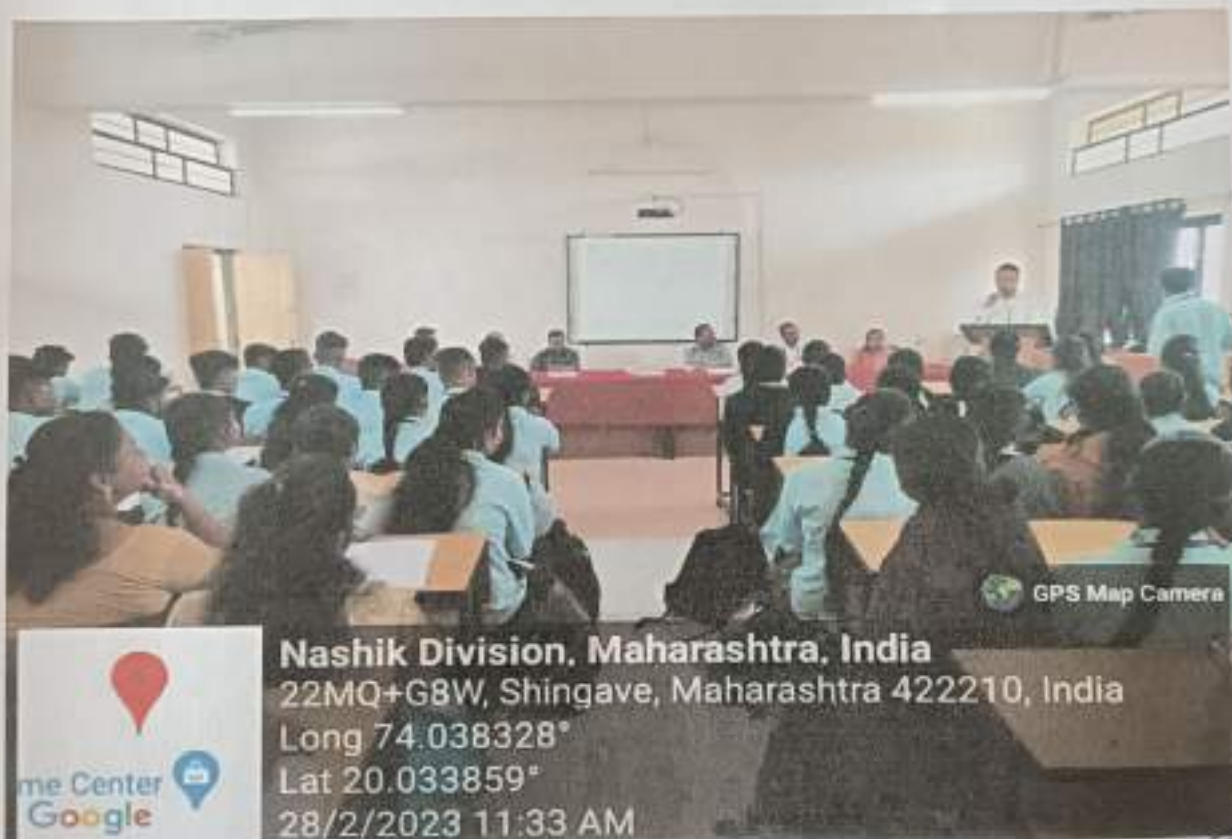 GPS Map Camera
Nashik Division, Maharashtra, India
22MQ+G8W, Shingave, Maharashtra 422210, India
Long 74.038328°
Lat 20.033859°
28/2/2023 11:33 AM
me Center
Google